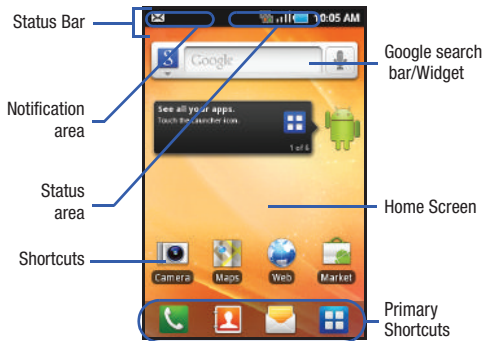 Status Bar
10:05 AM
Google
Google search
bar/Widget
Notification
area
See all your apps.
Touch the Launcher icon.
1 of 6
Status
area
Home Screen
Shortcuts
Camera
Maps
Web
Market
Primary
Shortcuts